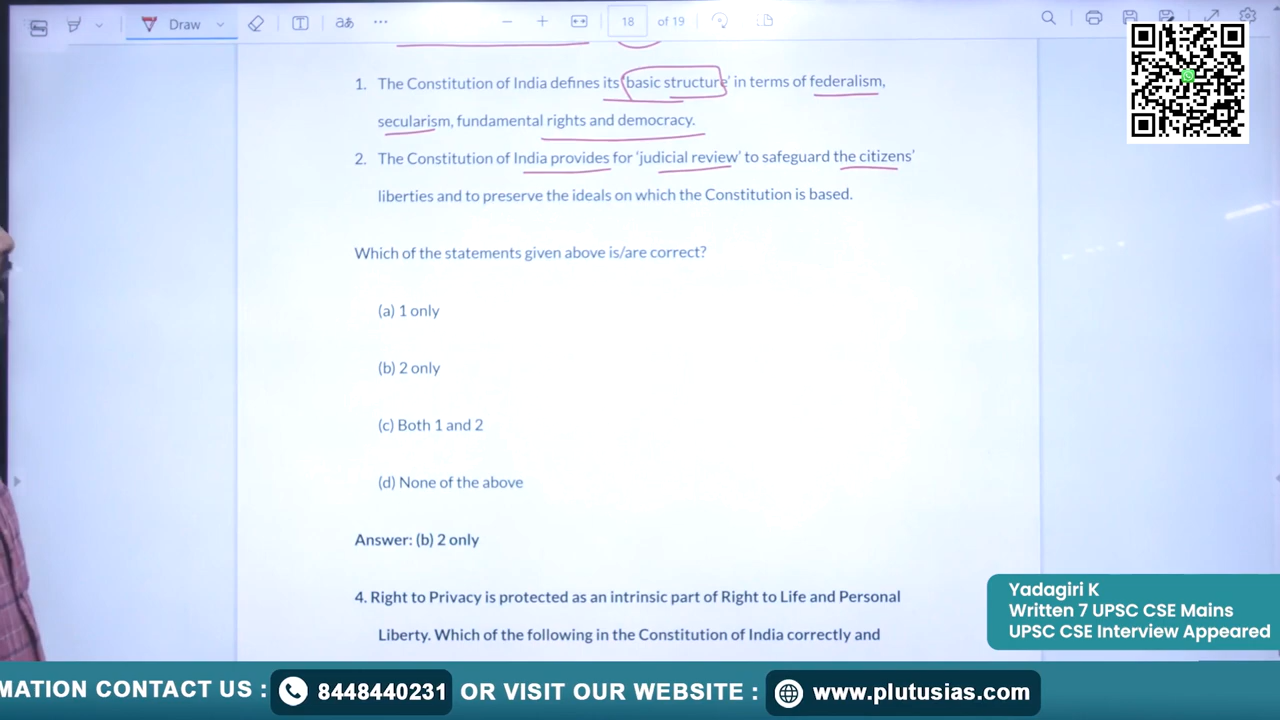 Draw
18 of 19
1. The Constitution of India defines its 'basic structure' in terms of federalism,
secularism, fundamental rights and democracy.
2. The Constitution of India provides for 'judicial review' to safeguard the citizens'
liberties and to preserve the ideals on which the Constitution is based.
Which of the statements given above is/are correct?
(a) 1 only
(b) 2 only
(c) Both 1 and 2
(d) None of the above
Answer: (b) 2 only
4. Right to Privacy is protected as an intrinsic part of Right to Life and Personal
Liberty. Which of the following in the Constitution of India correctly and
Yadagiri K
Written 7 UPSC CSE Mains
UPSC CSE Interview Appeared
MATION CONTACT US : 8448440231 OR VISIT OUR WEBSITE : www.plutusias.com